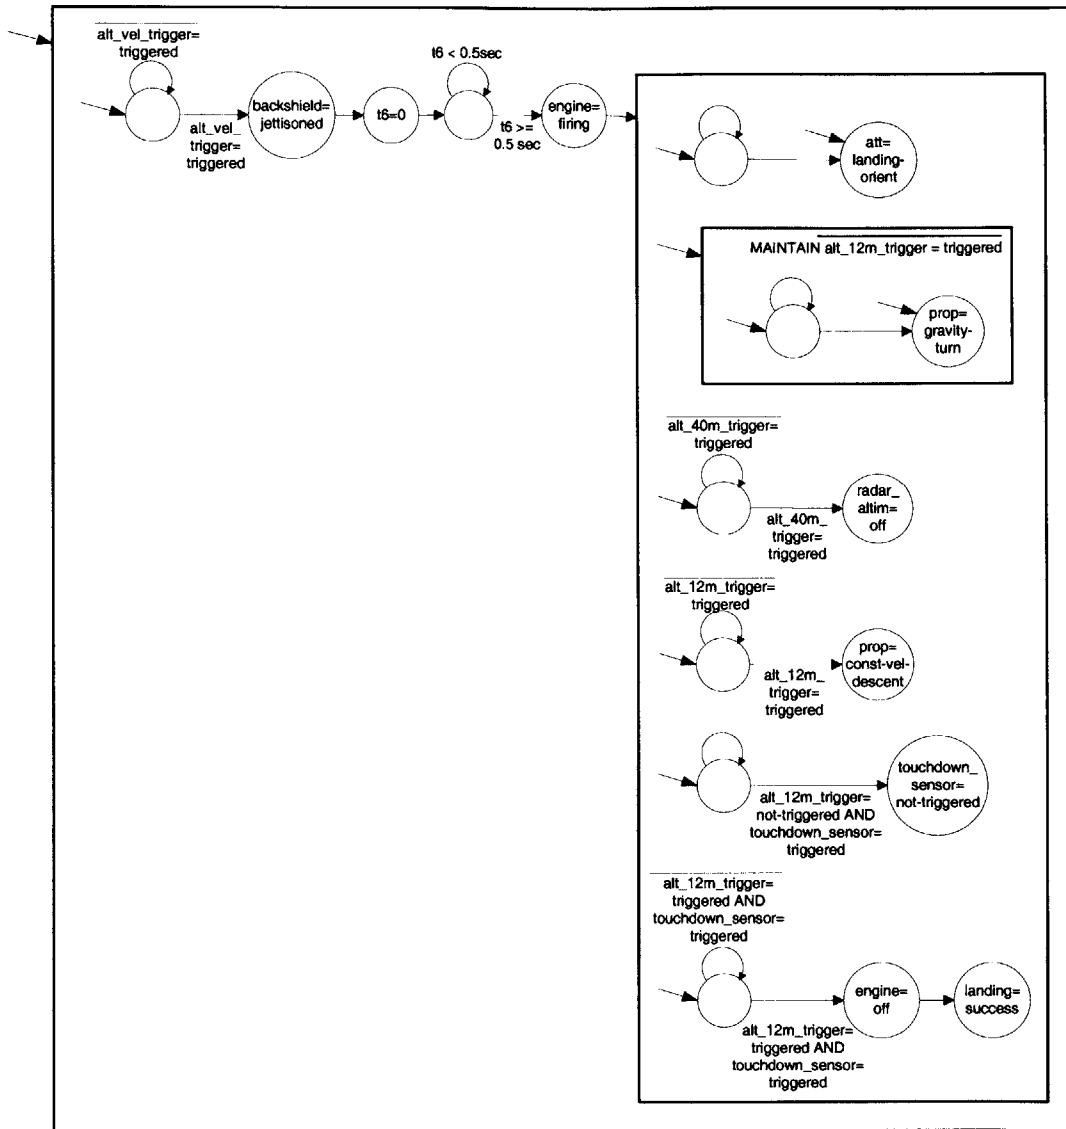 alt_vel_trigger=
triggered
alt_vel_
trigger=
triggered
backshield=
jettisoned
t6=0
t6 < 0.5sec
t6 >=
0.5 sec
engine=
firing
att=
landing-
orient
MAINTAIN alt_12m_trigger = triggered
prop=
gravity-
turn
alt_40m_trigger=
triggered
alt_40m_
trigger=
triggered
radar_
altim=
off
alt_12m_trigger=
triggered
alt_12m_
trigger=
triggered
prop=
const-vel-
descent
alt_12m_trigger=
not-triggered AND
touchdown_sensor=
triggered
touchdown_
sensor=
not-triggered
alt_12m_trigger=
triggered AND
touchdown_sensor=
triggered
alt_12m_trigger=
triggered AND
touchdown_sensor=
triggered
engine=
off
landing=
success